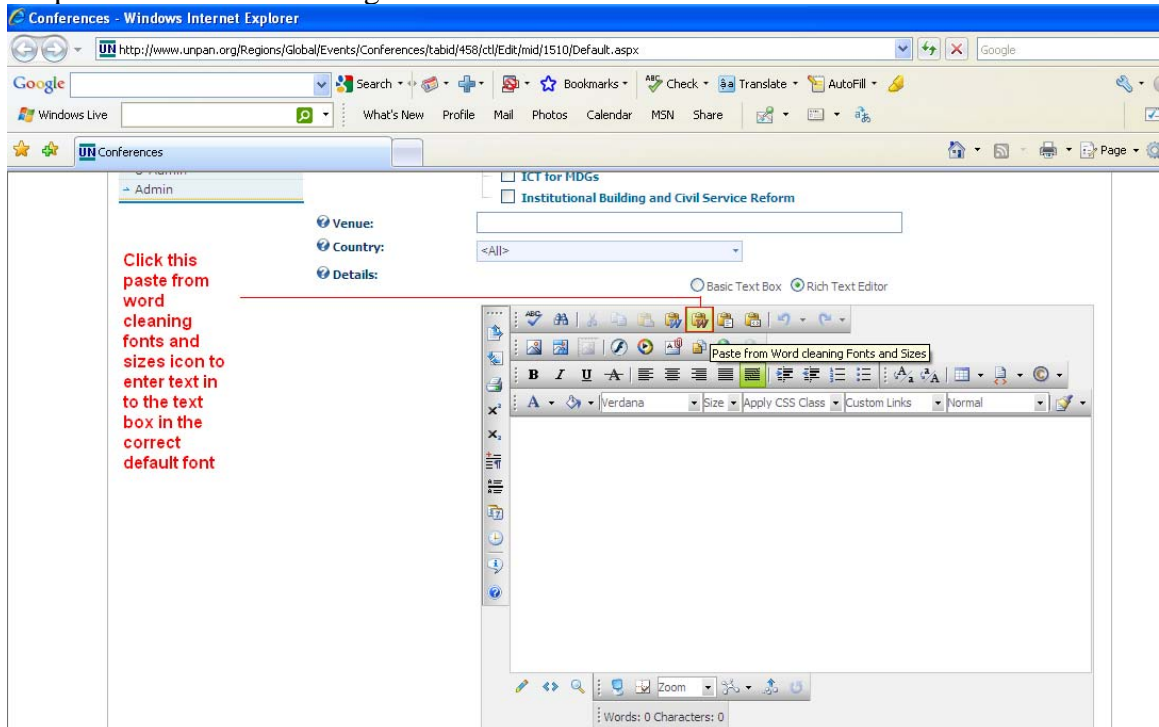 Conferences - Windows Internet Explorer
UN http://www.unpan.org/Regions/Global/Events/Conferences/tabid/458/ctl/Edit/mid/1510/Default.aspx Google
Google Search Bookmarks ABC Check Translate AutoFill
Windows Live What's New Profile Mail Photos Calendar MSN Share
UN Conferences Page
Admin
ICT for MDGs
Institutional Building and Civil Service Reform
Venue:
Country: <All>
Details:
Basic Text Box Rich Text Editor
Click this
paste from
word
cleaning
fonts and
sizes icon to
enter text in
to the text
box in the
correct
default font
Paste from Word cleaning Fonts and Sizes
B I U A
A Verdana Size Apply CSS Class Custom Links Normal
Zoom
Words: 0 Characters: 0